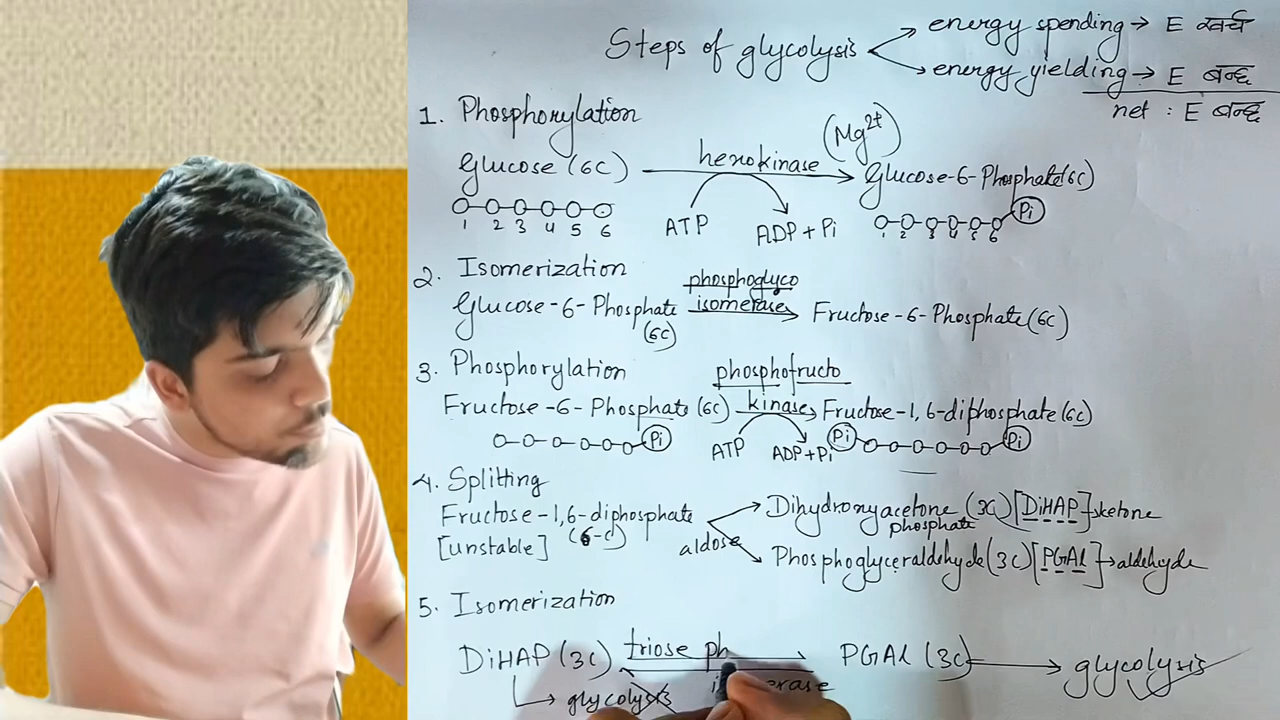 Steps of glycolysis
energy spending → E खर्च
energy yielding → E बन्छ
net : E बन्छ
1. Phosphorylation
Glucose (6C) hexokinase (Mg²⁺) → Glucose-6-Phosphate (6C)
1 2 3 4 5 6 ATP ADP + Pi 1 2 3 4 5 6 Pi
2. Isomerization
phosphoglyco
Glucose-6-Phosphate isomerase → Fructose-6-Phosphate (6C)
(6C)
3. Phosphorylation
phosphofructo
Fructose-6-Phosphate (6C) kinase → Fructose-1,6-diphosphate (6C)
Pi ATP ADP+Pi Pi Pi
4. Splitting
Fructose-1,6-diphosphate → Dihydroxyacetone (3C) [DiHAP] → ketone
phosphate
[unstable] (6-C) aldose → Phosphoglyceraldehyde (3C) [PGAl] → aldehyde
5. Isomerization
DiHAP (3C) triose ph PGAl (3C) → glycolysis
→ glycolysis